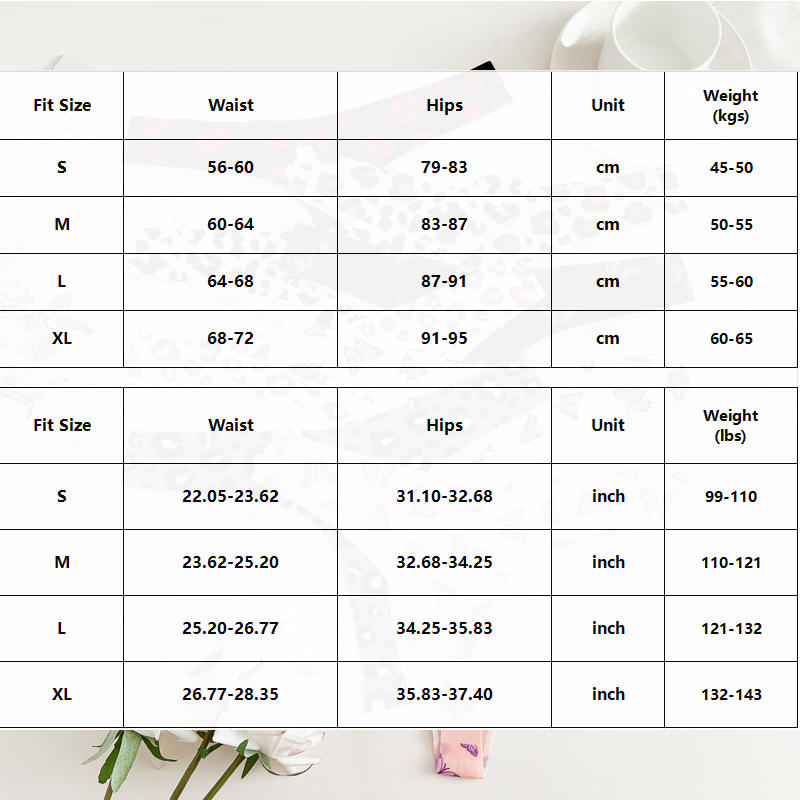 Fit Size Waist Hips Unit Weight
(kgs)
S 56-60 79-83 cm 45-50
M 60-64 83-87 cm 50-55
L 64-68 87-91 cm 55-60
XL 68-72 91-95 cm 60-65
Fit Size Waist Hips Unit Weight
(lbs)
S 22.05-23.62 31.10-32.68 inch 99-110
M 23.62-25.20 32.68-34.25 inch 110-121
L 25.20-26.77 34.25-35.83 inch 121-132
XL 26.77-28.35 35.83-37.40 inch 132-143